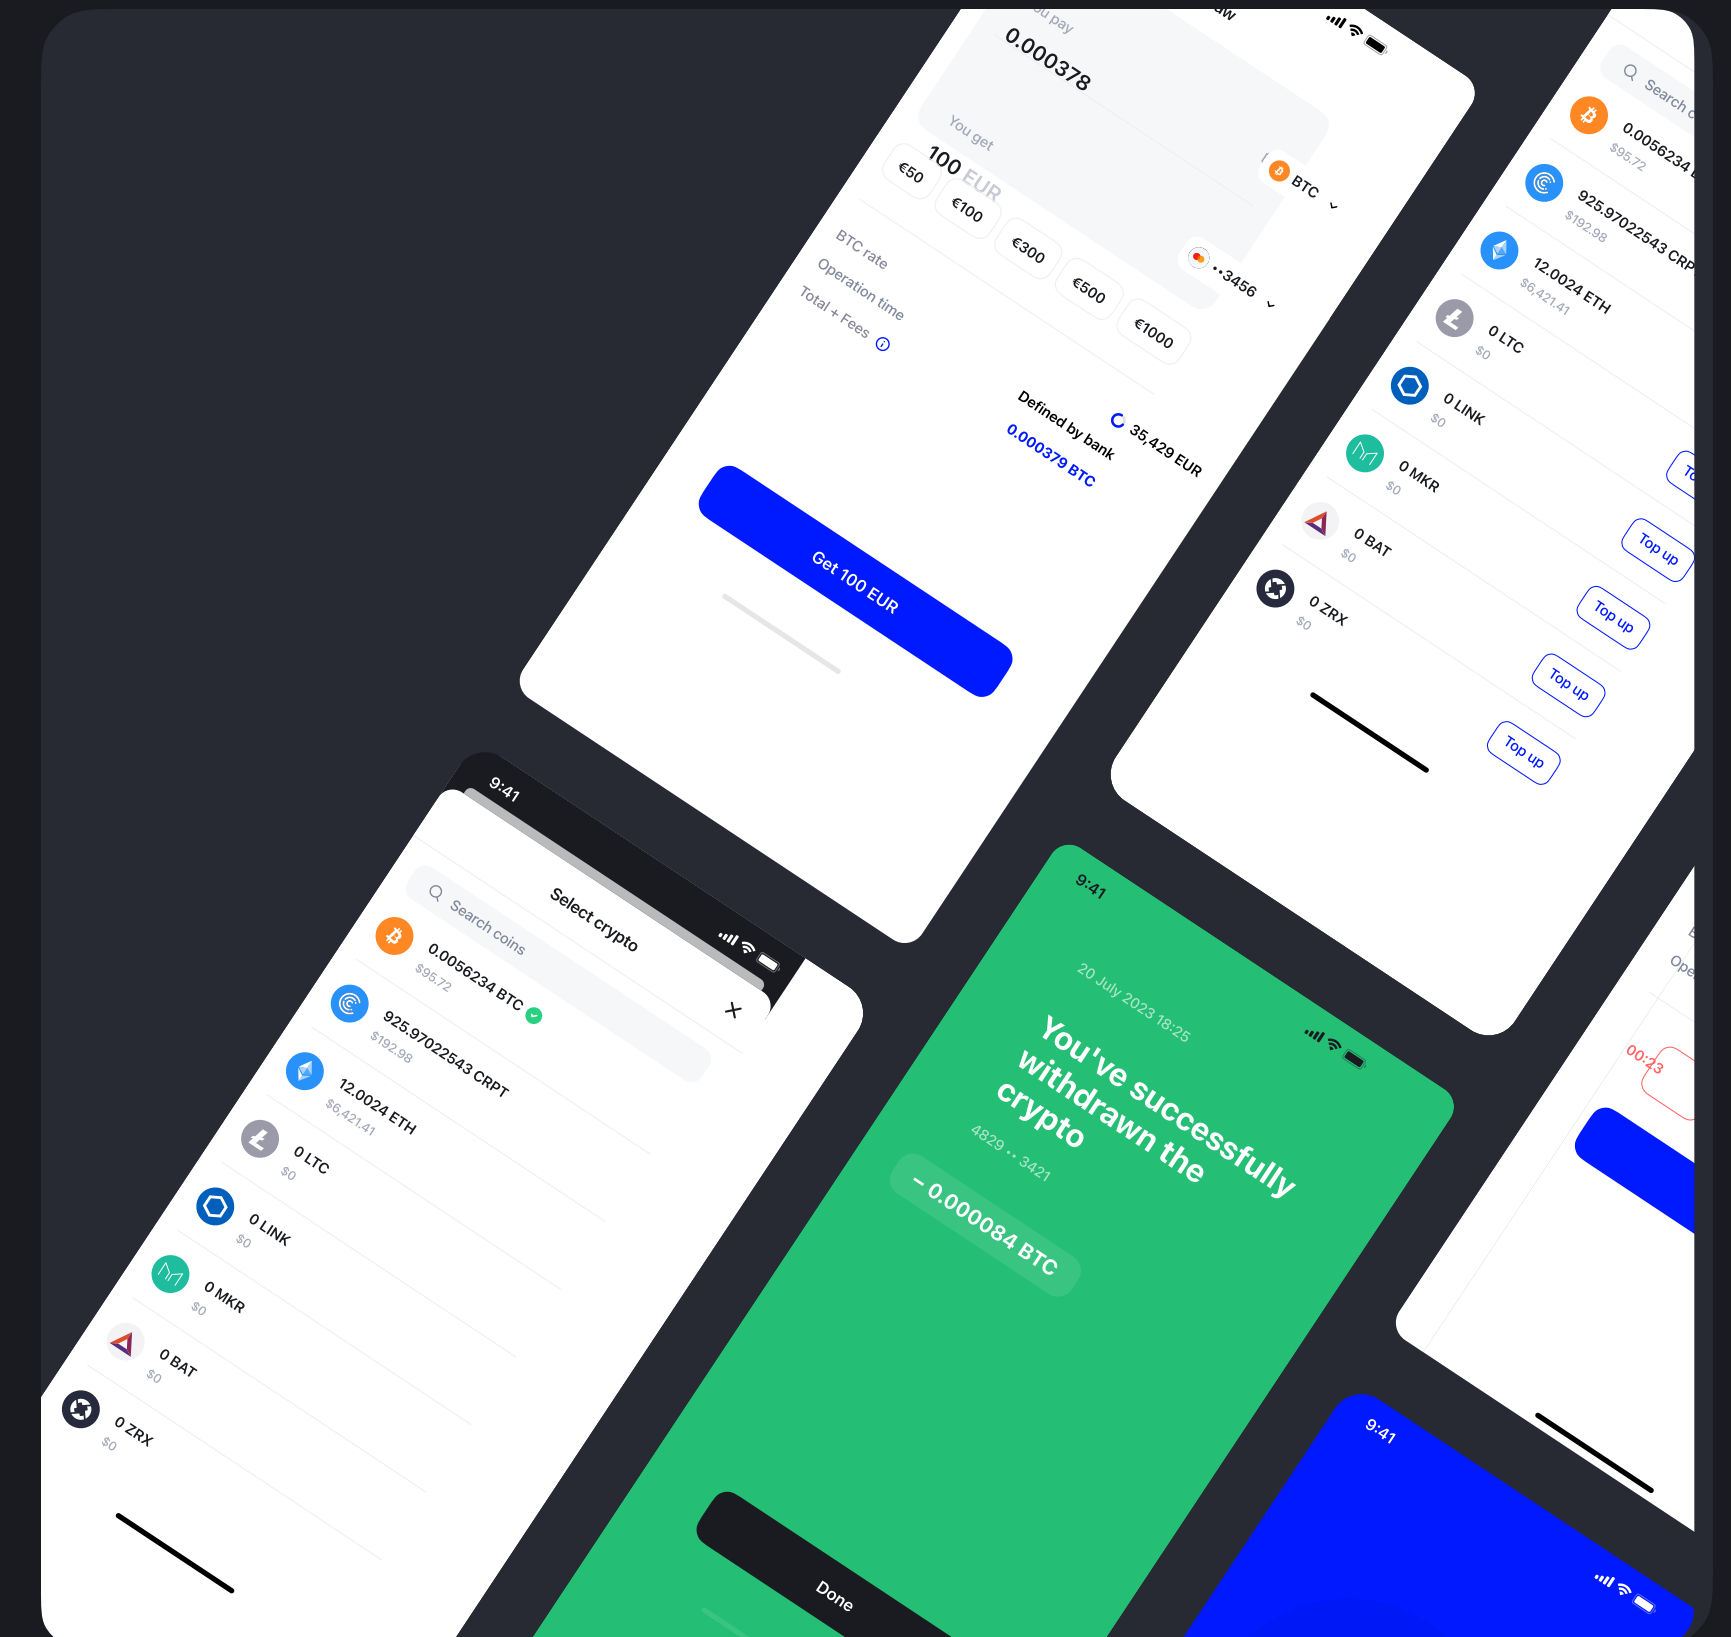 You pay
0.000378
BTC
You get
100 EUR
••3456
€50
€100
€300
€500
€1000
BTC rate
35,429 EUR
Operation time
Defined by bank
Total + Fees
0.000379 BTC
Get 100 EUR
0.0056234
$95.72
925.97022543 CRP
$192.98
12.0024 ETH
$6,421.41
0 LTC
$0
0 LINK
$0
0 MKR
$0
Top up
0 BAT
$0
Top up
0 ZRX
$0
Top up
Top up
Search
9:41
Select crypto
Search coins
0.0056234 BTC
$95.72
925.97022543 CRPT
$192.98
12.0024 ETH
$6,421.41
0 LTC
$0
0 LINK
$0
0 MKR
$0
0 BAT
$0
0 ZRX
$0
9:41
20 July 2023 18:25
You've successfully
withdrawn the
crypto
4829 •• 3421
– 0.000084 BTC
Done
00:23
9:41